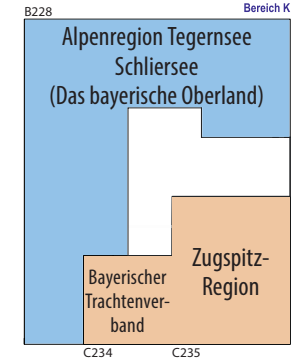 B228
Bereich K
Alpenregion Tegernsee
Schliersee
(Das bayerische Oberland)
Zugspitz-
Region
Bayerischer
Trachtenver-
band
C234
C235